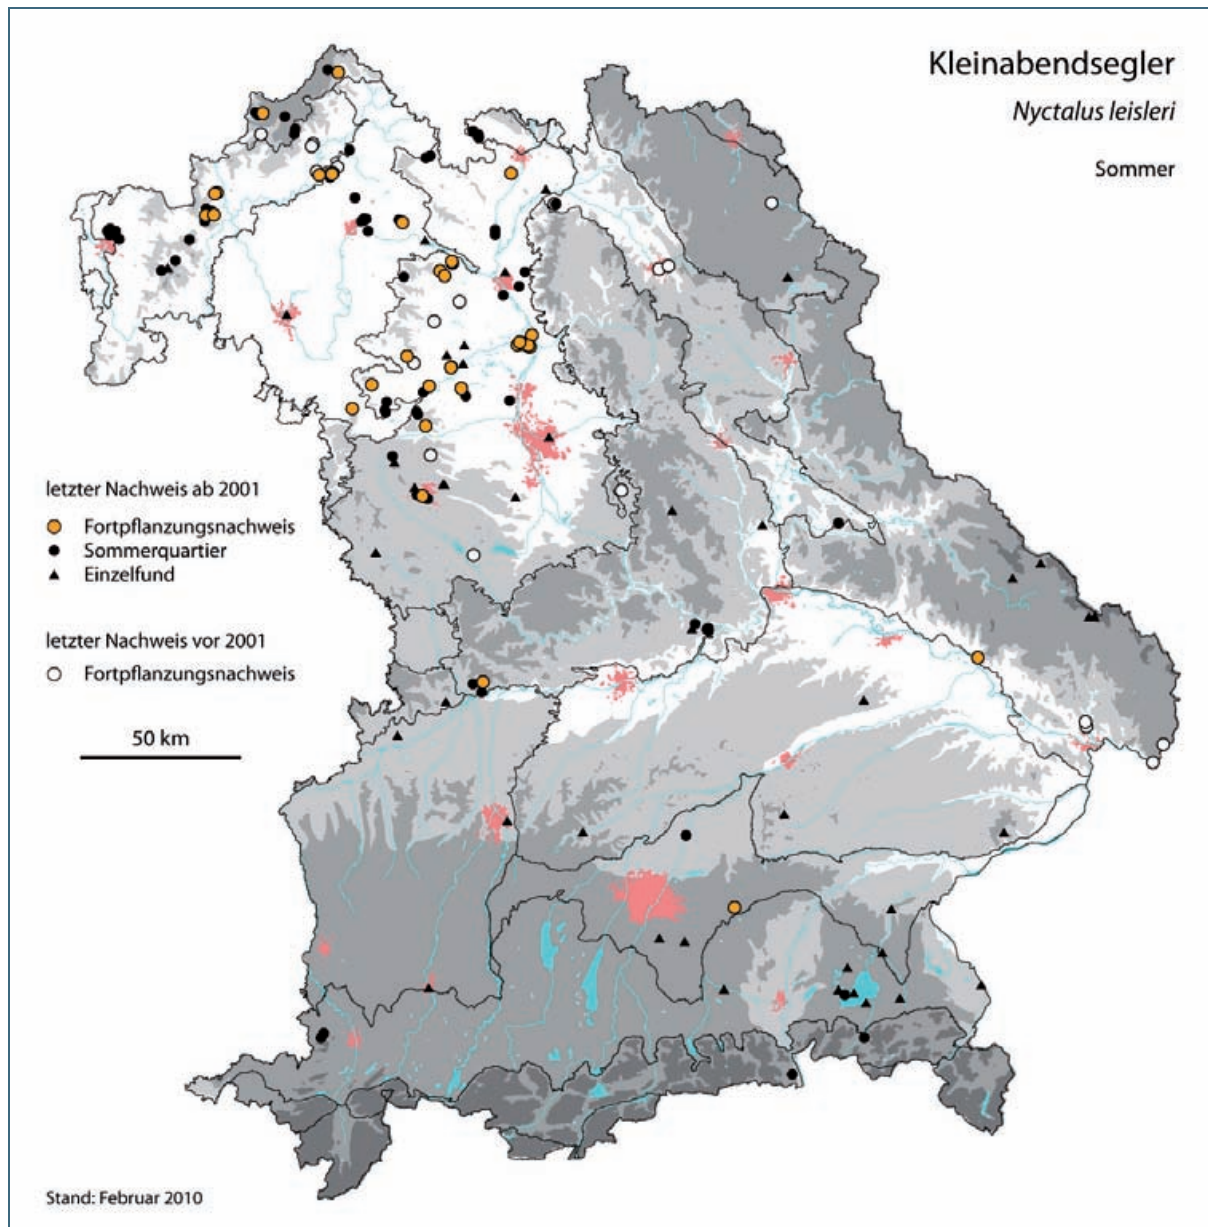 Kleinabendsegler
Nyctalus leisleri
Sommer
letzter Nachweis ab 2001
Fortpflanzungsnachweis
Sommerquartier
Einzelfund
letzter Nachweis vor 2001
Fortpflanzungsnachweis
50 km
Stand: Februar 2010